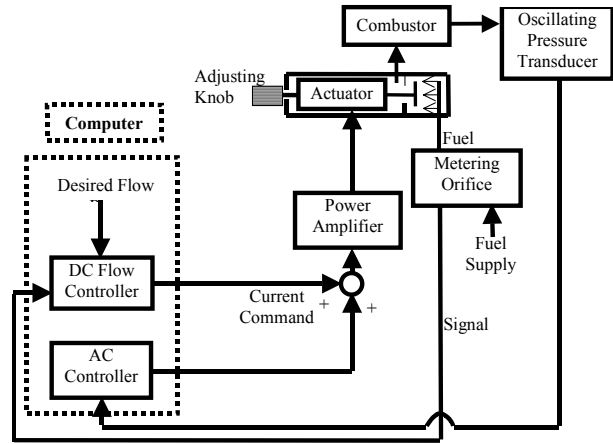 Combustor
Oscillating
Pressure
Transducer
Adjusting
Knob
Actuator
Computer
Fuel
Metering
Orifice
Desired Flow
Power
Amplifier
Fuel
Supply
DC Flow
Controller
Current
Command
+
+
Signal
AC
Controller